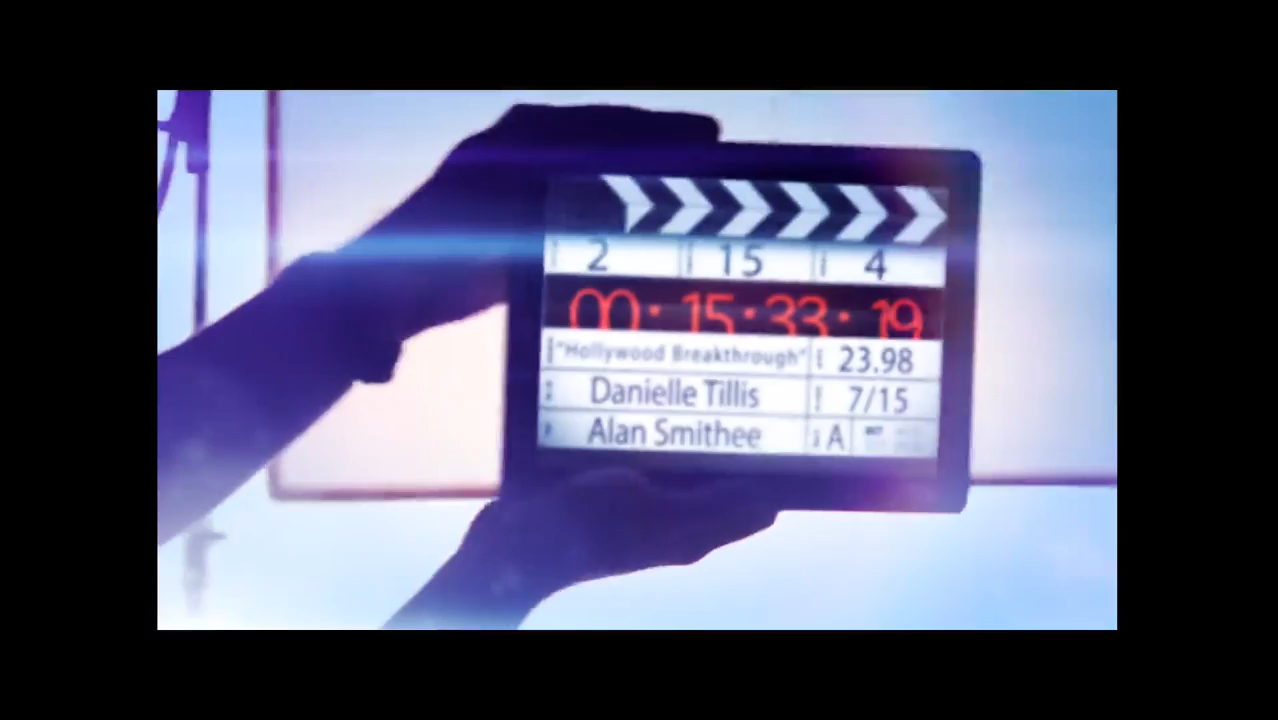 2 15 4
00:15:33:19
"Hollywood Breakthrough" 23.98
Danielle Tillis 7/15
Alan Smithee A